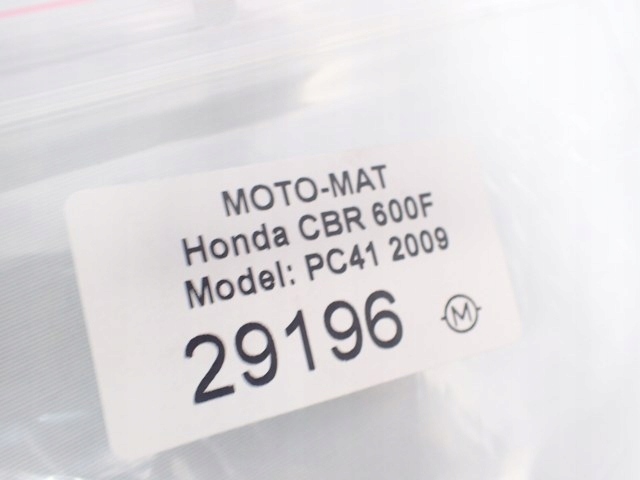 MOTO-MAT
Honda CBR 600F
Model: PC41 2009
29196 M